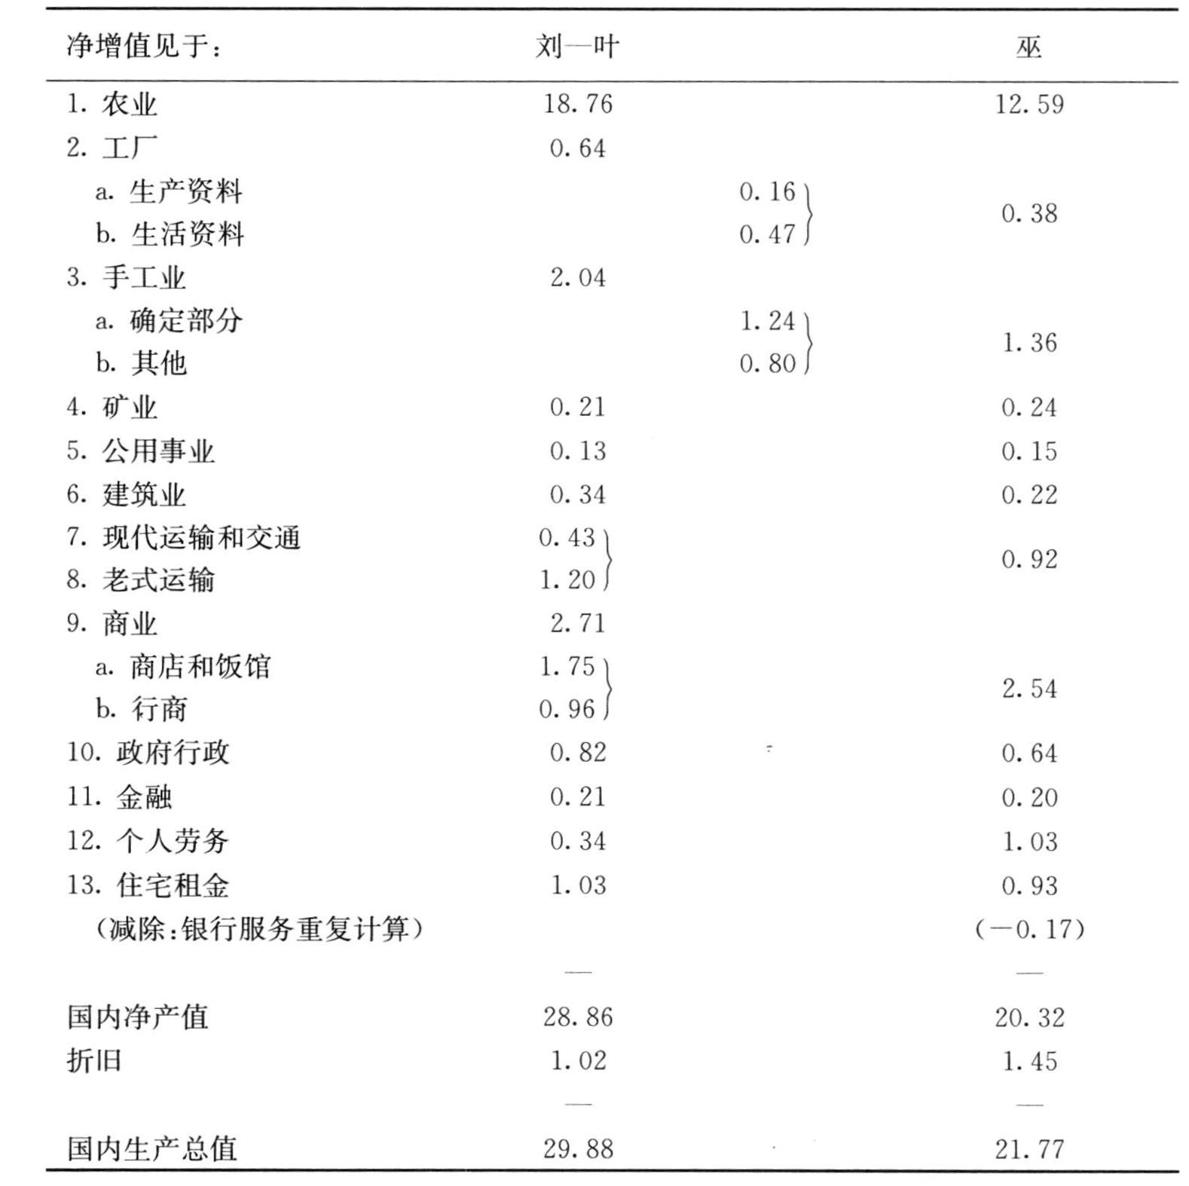 净增值见于: 刘—叶 巫
1. 农业 18.76 12.59
2. 工厂 0.64
a. 生产资料 0.16
0.38
b. 生活资料 0.47
3. 手工业 2.04
a. 确定部分 1.24
1.36
b. 其他 0.80
4. 矿业 0.21 0.24
5. 公用事业 0.13 0.15
6. 建筑业 0.34 0.22
7. 现代运输和交通 0.43
0.92
8. 老式运输 1.20
9. 商业 2.71
a. 商店和饭馆 1.75
2.54
b. 行商 0.96
10. 政府行政 0.82 0.64
11. 金融 0.21 0.20
12. 个人劳务 0.34 1.03
13. 住宅租金 1.03 0.93
(减除:银行服务重复计算) (-0.17)
— —
国内净产值 28.86 20.32
折旧 1.02 1.45
— —
国内生产总值 29.88 21.77